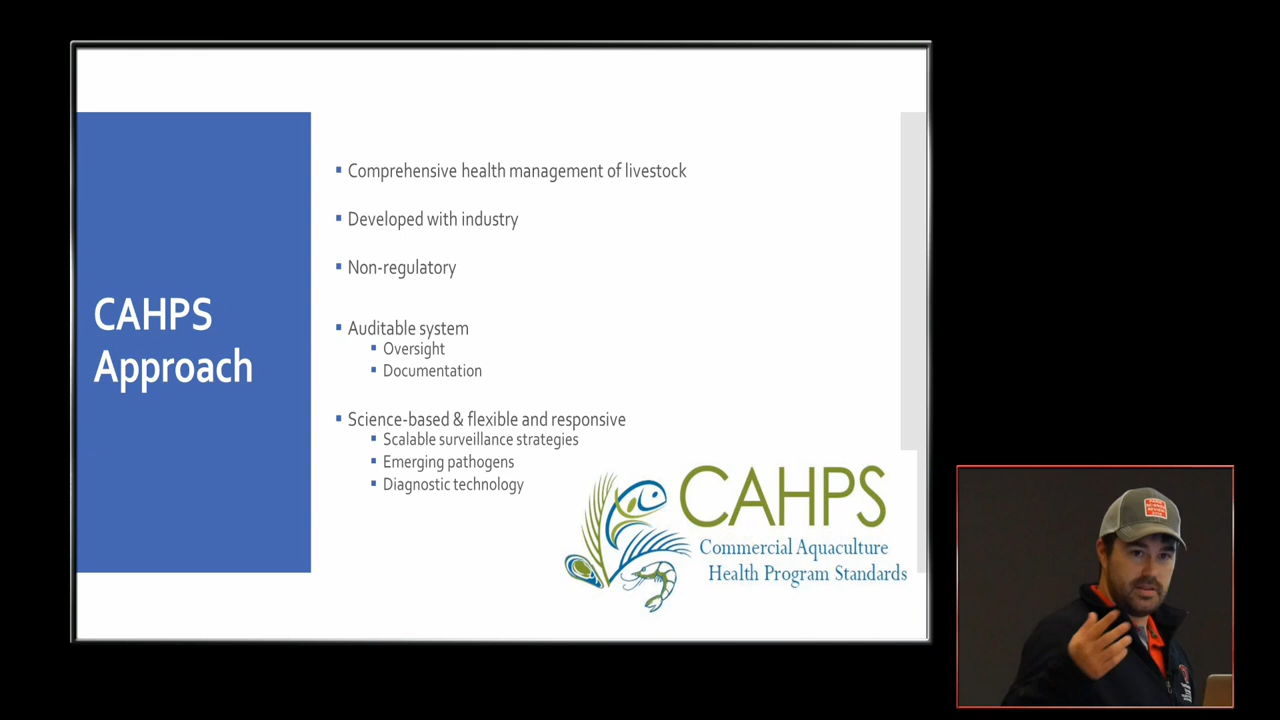 CAHPS
Approach
Comprehensive health management of livestock
Developed with industry
Non-regulatory
Auditable system
Oversight
Documentation
Science-based & flexible and responsive
Scalable surveillance strategies
Emerging pathogens
Diagnostic technology
CAHPS
Commercial Aquaculture
Health Program Standards